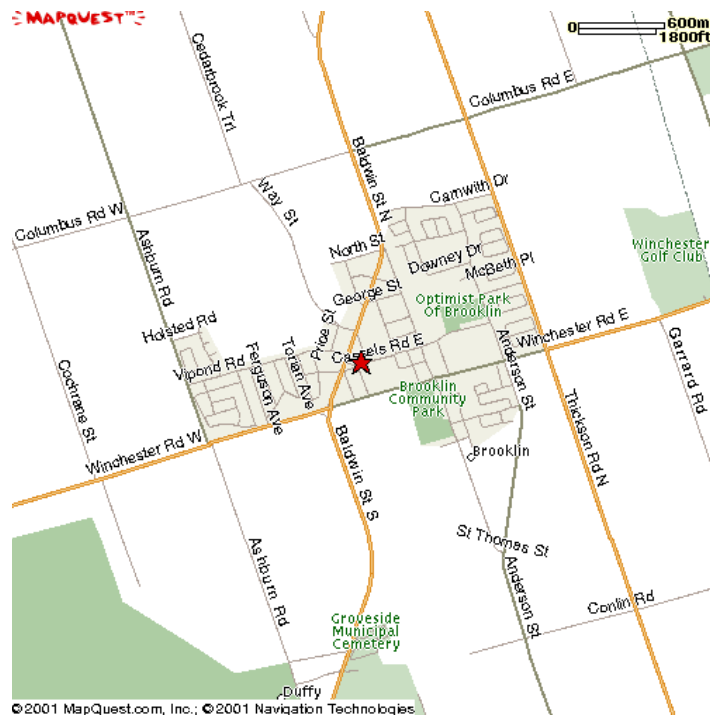 MAPQUEST™
0 600m
1800ft
Cedarbrook Trl
Columbus Rd E
Baldwin St N
Way St
Carnwith Dr
Columbus Rd W
Ashburn Rd
North St
Downey Dr
McBeth Pl
Winchester
Golf Club
George St
Optimist Park
Of Brooklin
Holsted Rd
Price St
Winchester Rd E
Cassels Rd E
Torian Ave
Vipond Rd
Ferguson Ave
Anderson St
Garrard Rd
Cochrane St
Brooklin
Community
Park
Thickson Rd N
Winchester Rd W
Baldwin St S
Brooklin
St Thomas St
Ashburn Rd
Anderson St
Conlin Rd
Groveside
Municipal
Cemetery
Duffy
©2001 MapQuest.com, Inc.; ©2001 Navigation Technologies